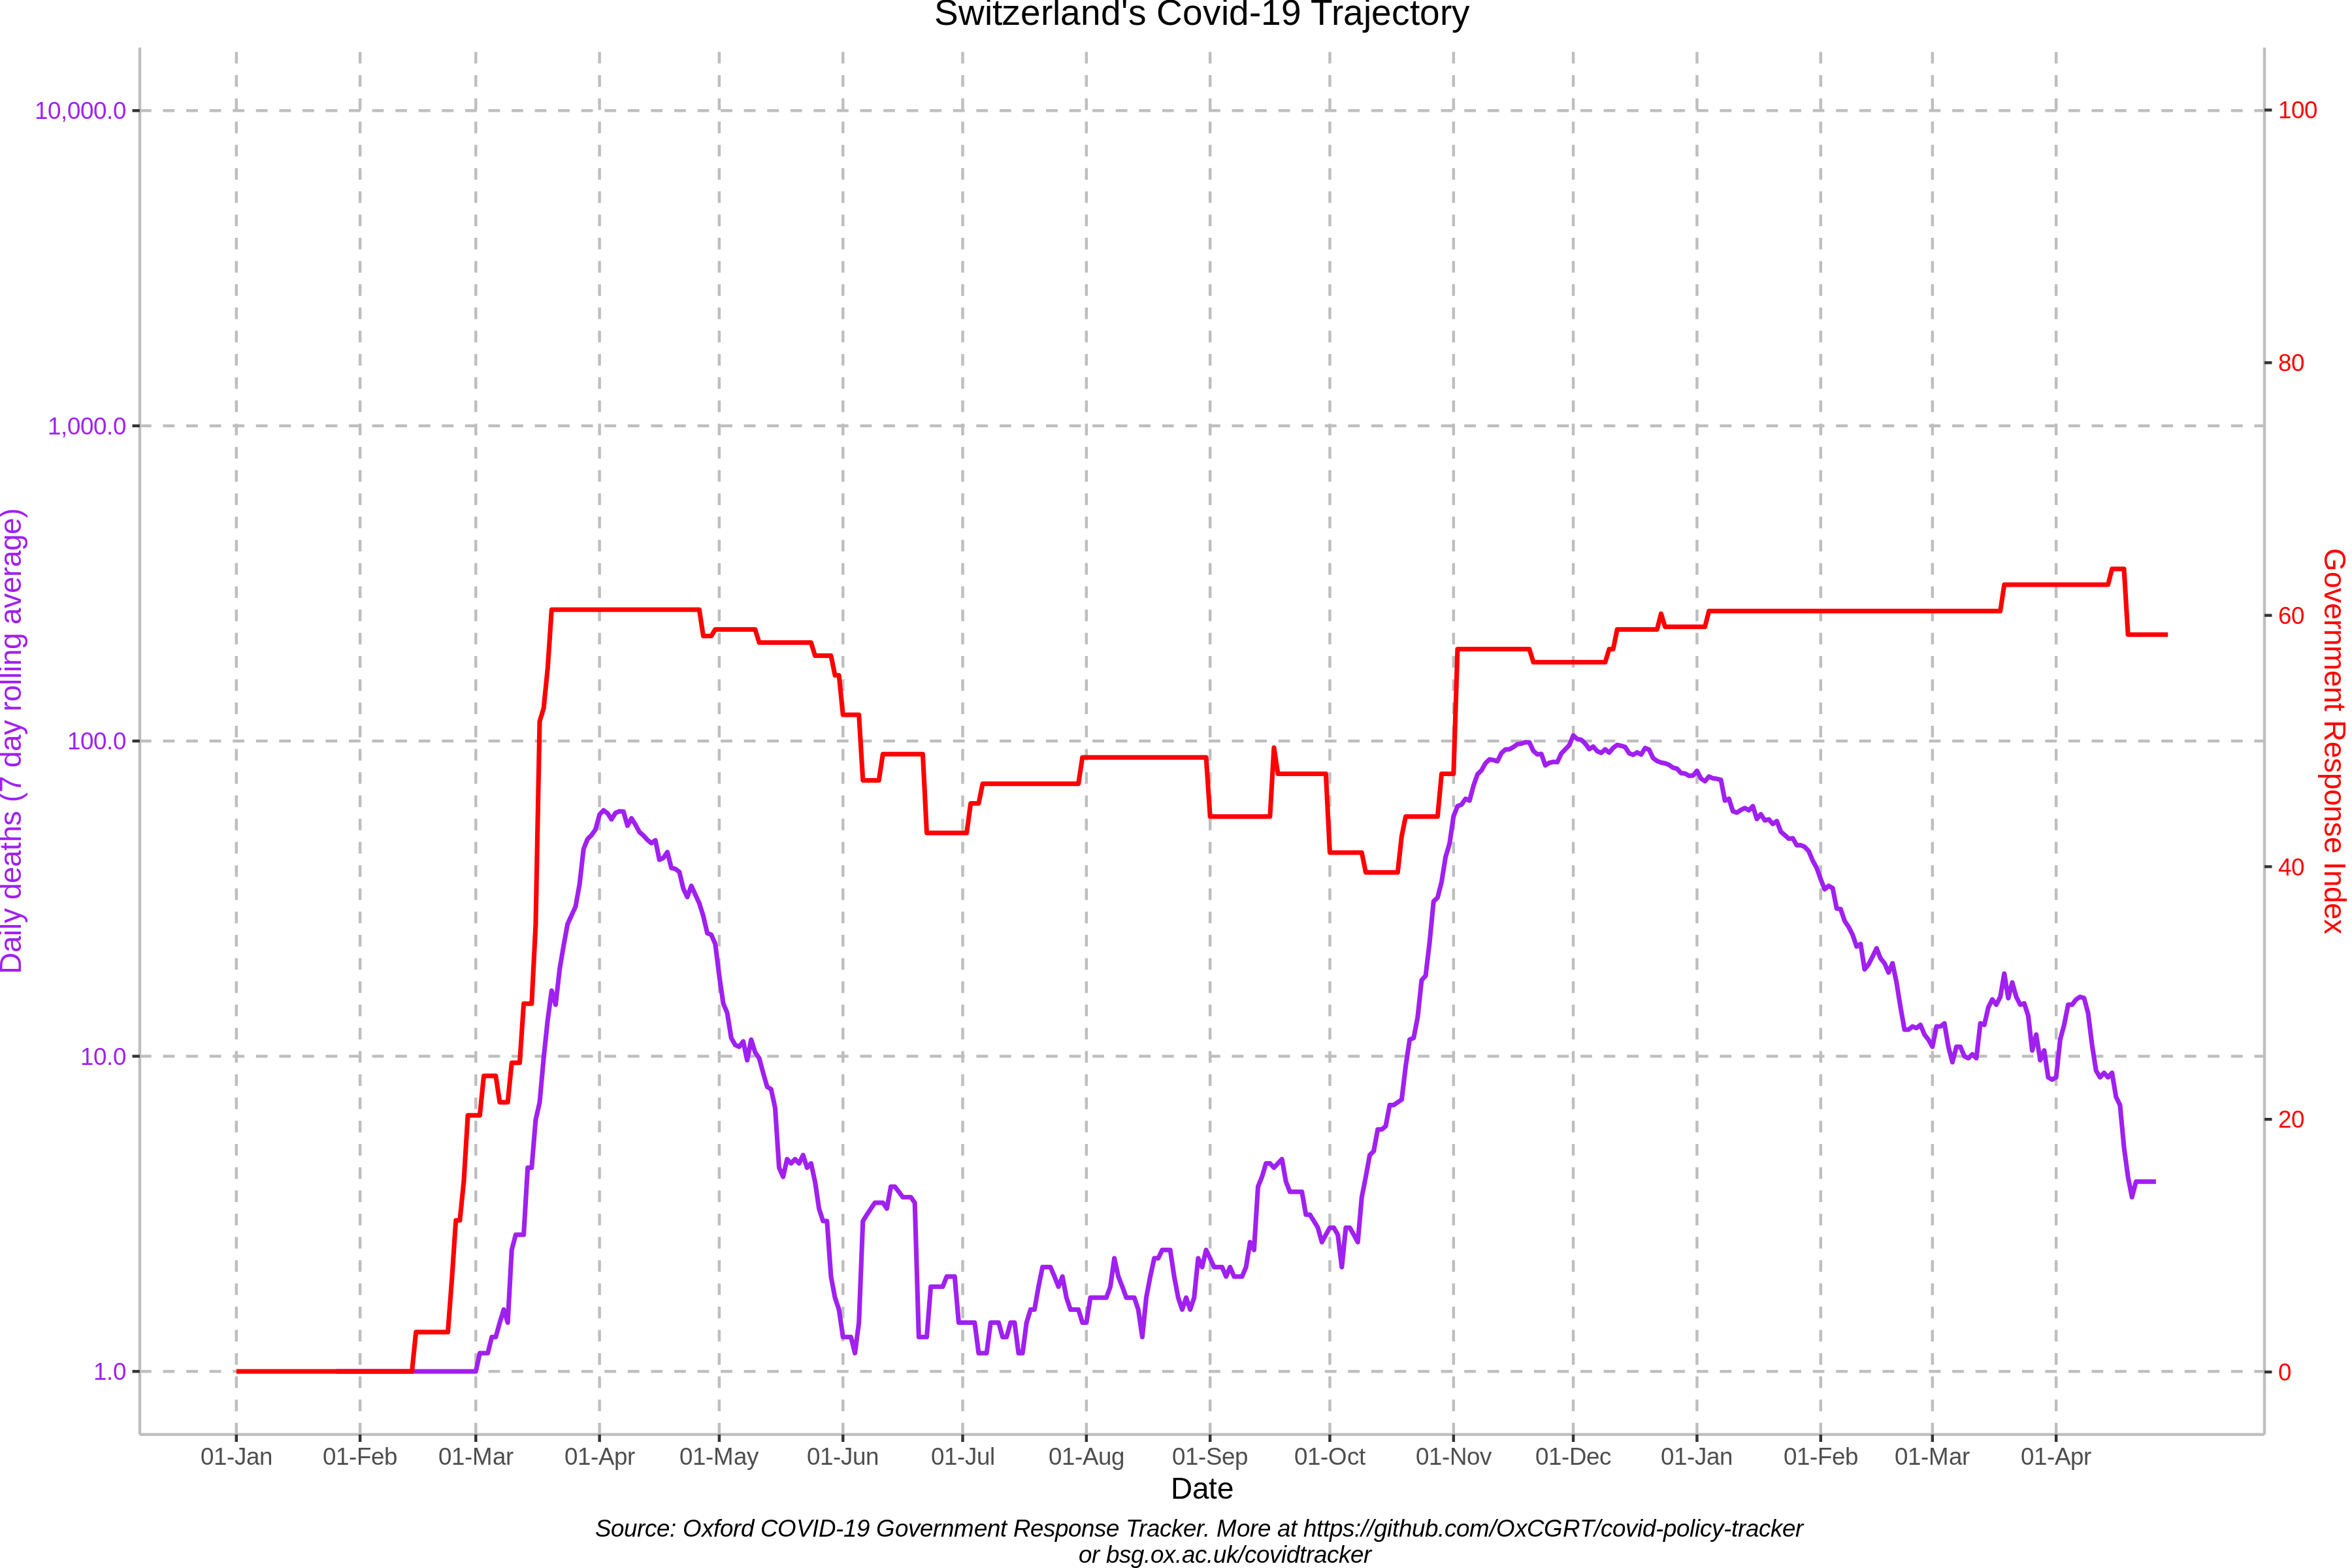 Switzerland's Covid-19 Trajectory
10,000.0
1,000.0
100.0
10.0
1.0
Daily deaths (7 day rolling average)
100
80
60
40
20
0
Government Response Index
01-Jan 01-Feb 01-Mar 01-Apr 01-May 01-Jun 01-Jul 01-Aug 01-Sep 01-Oct 01-Nov 01-Dec 01-Jan 01-Feb 01-Mar 01-Apr
Date
Source: Oxford COVID-19 Government Response Tracker. More at https://github.com/OxCGRT/covid-policy-tracker
or bsg.ox.ac.uk/covidtracker